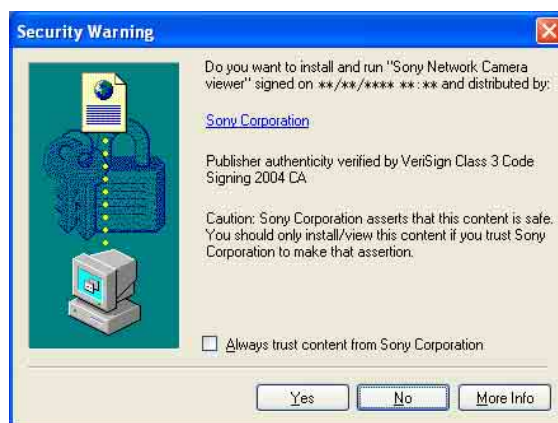 Security Warning
Do you want to install and run "Sony Network Camera
viewer" signed on **/**/**** **:** and distributed by:
Sony Corporation
Publisher authenticity verified by VeriSign Class 3 Code
Signing 2004 CA
Caution: Sony Corporation asserts that this content is safe.
You should only install/view this content if you trust Sony
Corporation to make that assertion.
Always trust content from Sony Corporation
Yes
No
More Info